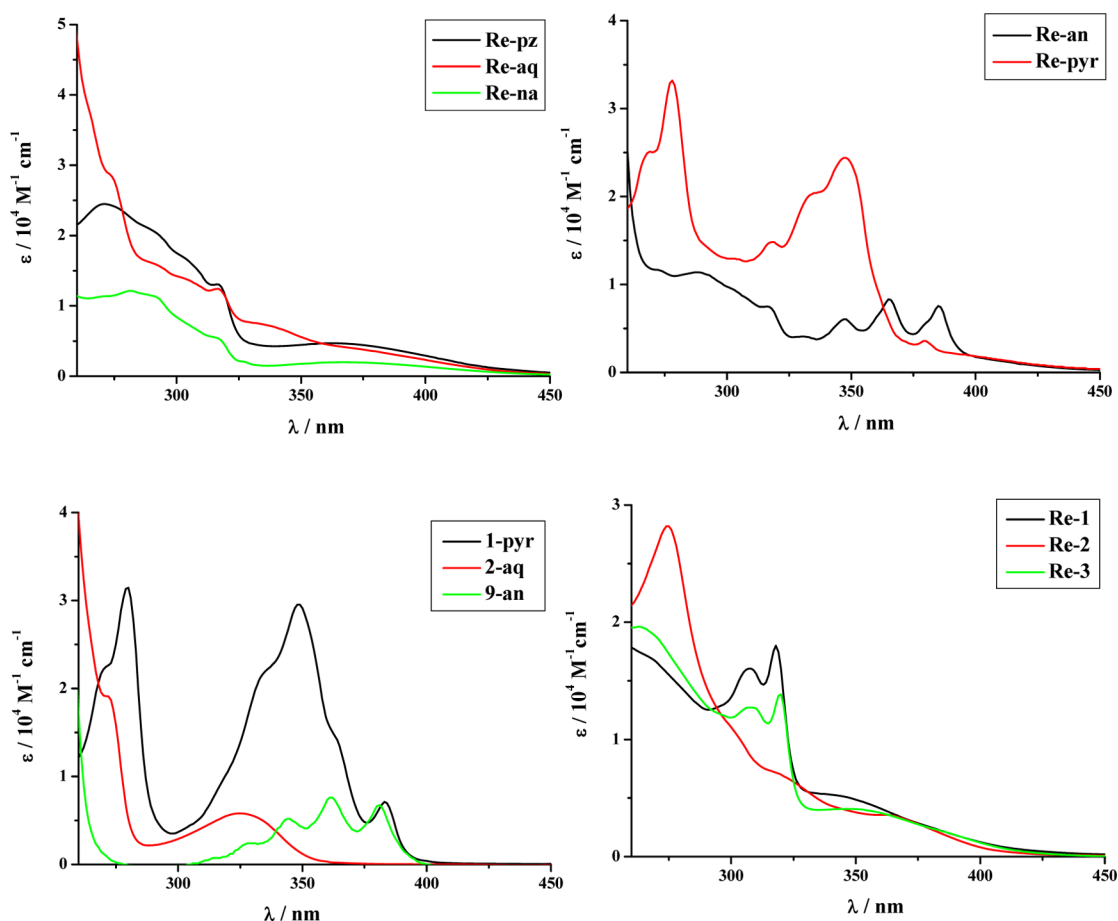 5
4
3
2
1
0
ε / 10⁴ M⁻¹ cm⁻¹
Re-pz
Re-aq
Re-na
300
350
400
450
λ / nm
4
3
2
1
0
ε / 10⁴ M⁻¹ cm⁻¹
Re-an
Re-pyr
300
350
400
450
λ / nm
4
3
2
1
0
ε / 10⁴ M⁻¹ cm⁻¹
1-pyr
2-aq
9-an
300
350
400
450
λ / nm
3
2
1
0
ε / 10⁴ M⁻¹ cm⁻¹
Re-1
Re-2
Re-3
300
350
400
450
λ / nm